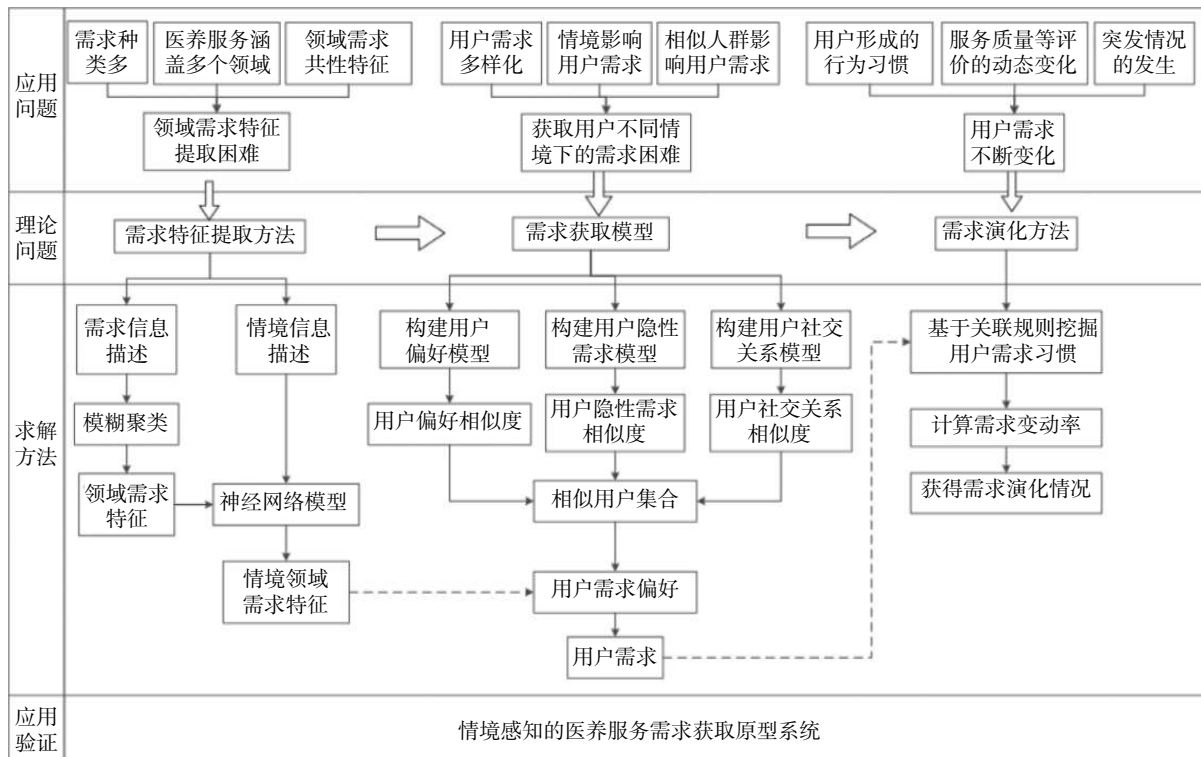 应用
问题
需求种
类多
医养服务涵
盖多个领域
领域需求
共性特征
用户需求
多样化
情境影响
用户需求
相似人群影
响用户需求
用户形成的
行为习惯
服务质量等评
价的动态变化
突发情况
的发生
领域需求特征
提取困难
获取用户不同情
境下的需求困难
用户需求
不断变化
理论
问题
需求特征提取方法
需求获取模型
需求演化方法
求解
方法
需求信息
描述
情境信息
描述
构建用户
偏好模型
构建用户隐性
需求模型
构建用户社交
关系模型
基于关联规则挖掘
用户需求习惯
模糊聚类
用户偏好相似度
用户隐性需求
相似度
用户社交关系
相似度
计算需求变动率
领域需求
特征
神经网络模型
相似用户集合
获得需求演化情况
情境领域
需求特征
用户需求偏好
用户需求
应用
验证
情境感知的医养服务需求获取原型系统